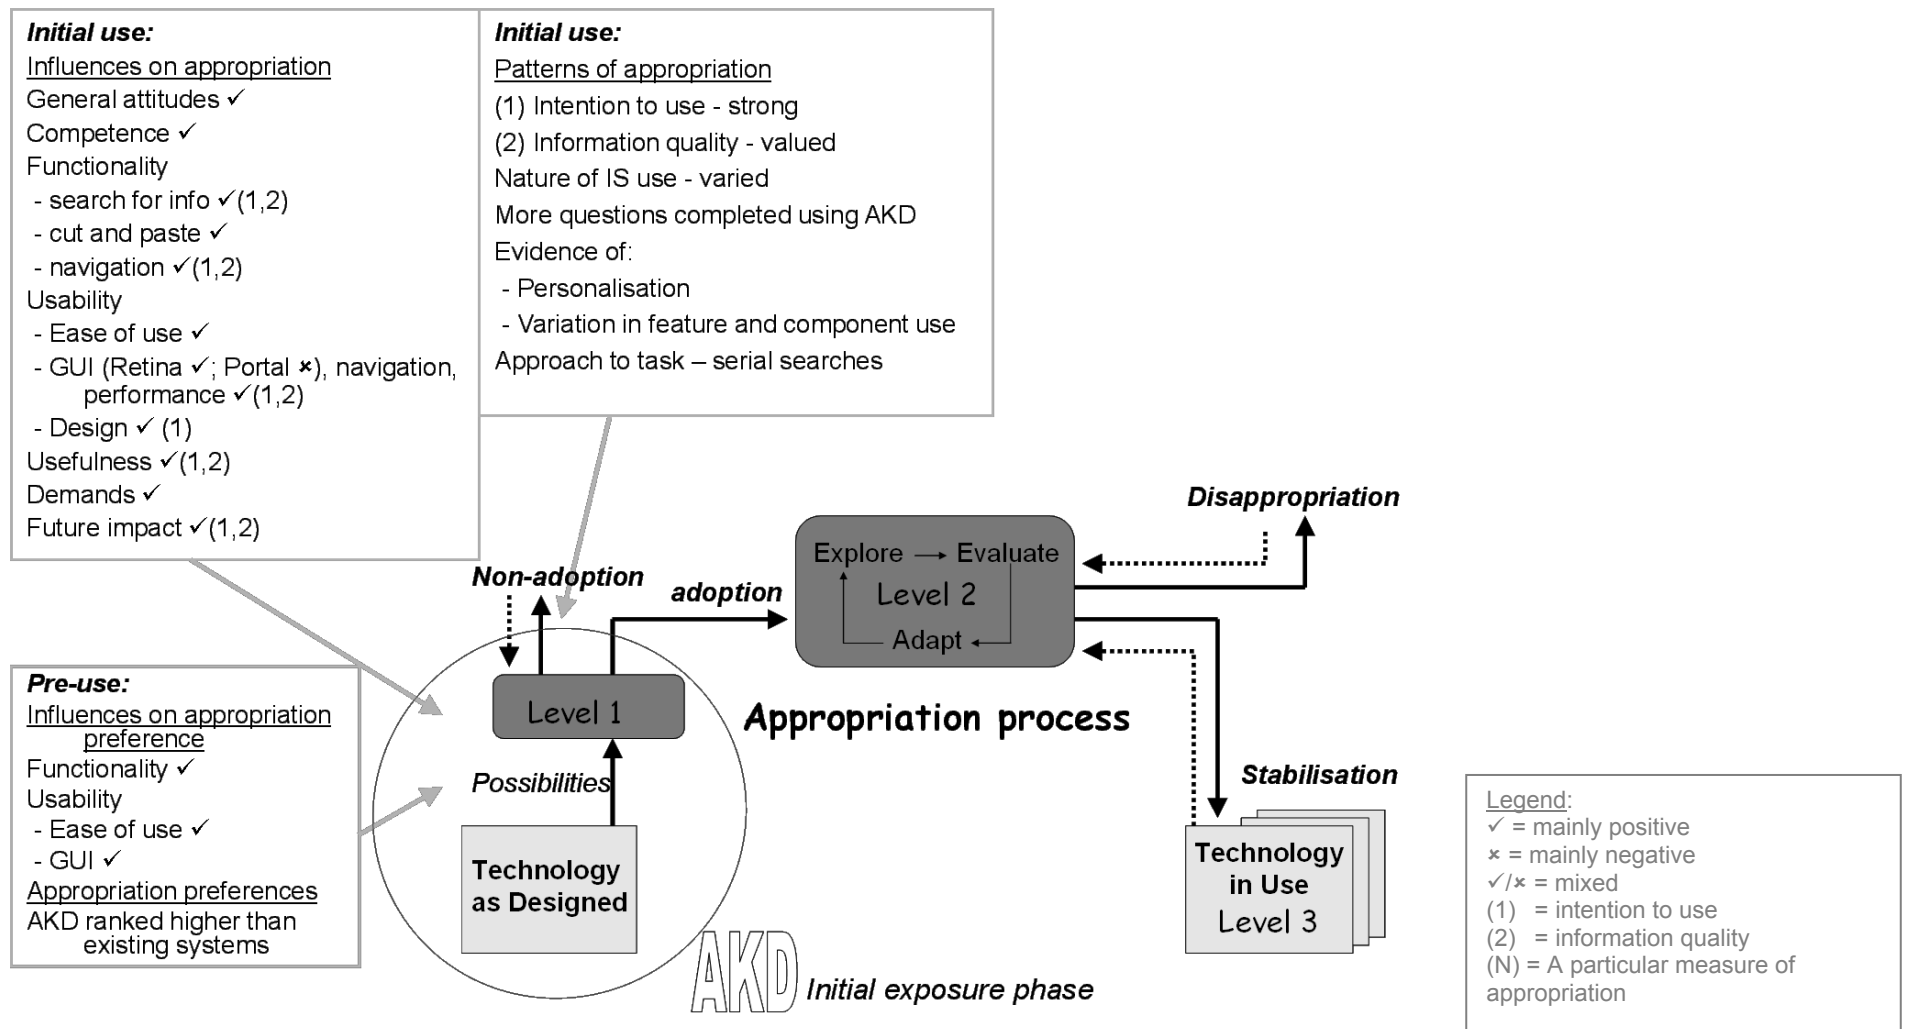 Initial use:
Influences on appropriation
General attitudes ✓
Competence ✓
Functionality
- search for info ✓(1,2)
- cut and paste ✓
- navigation ✓(1,2)
Usability
- Ease of use ✓
- GUI (Retina ✓; Portal ×), navigation,
performance ✓(1,2)
- Design ✓ (1)
Usefulness ✓(1,2)
Demands ✓
Future impact ✓(1,2)
Initial use:
Patterns of appropriation
(1) Intention to use - strong
(2) Information quality - valued
Nature of IS use - varied
More questions completed using AKD
Evidence of:
- Personalisation
- Variation in feature and component use
Approach to task – serial searches
Disappropriation
Explore
Evaluate
Level 2
Adapt
Non-adoption
adoption
Pre-use:
Influences on appropriation
preference
Functionality ✓
Usability
- Ease of use ✓
- GUI ✓
Appropriation preferences
AKD ranked higher than
existing systems
Level 1
Appropriation process
Possibilities
Technology
as Designed
Stabilisation
Technology
in Use
Level 3
AKD Initial exposure phase
Legend:
✓ = mainly positive
× = mainly negative
✓/× = mixed
(1) = intention to use
(2) = information quality
(N) = A particular measure of
appropriation